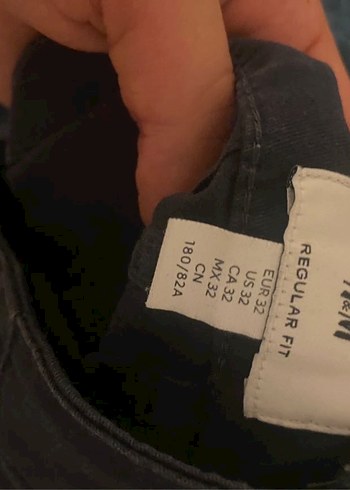 H&M
REGULAR FIT
EUR 32
US 32
CA 32
MX 32
CN
180/82A